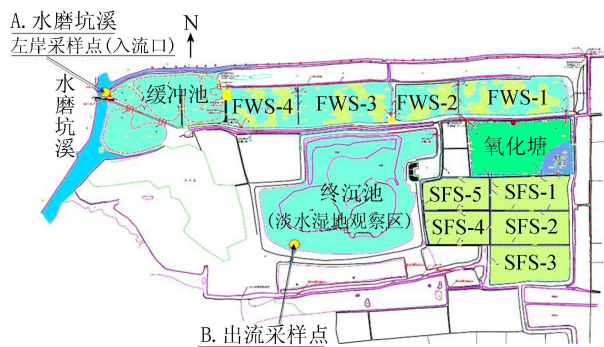 A.水磨坑溪
左岸采样点(入流口)
N
水磨坑溪
缓冲池
FWS-4
FWS-3
FWS-2
FWS-1
氧化塘
终沉池
(淡水湿地观察区)
SFS-5
SFS-1
SFS-4
SFS-2
SFS-3
B.出流采样点